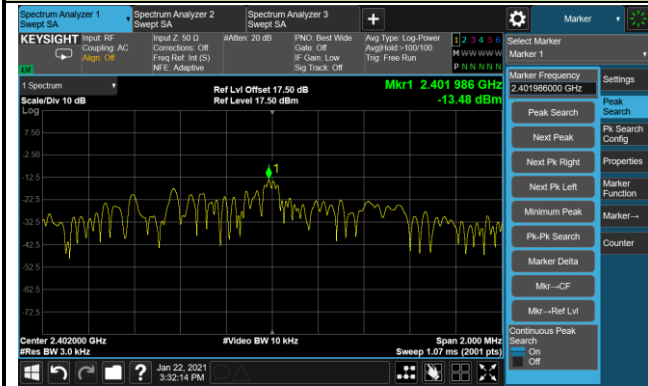 Spectrum Analyzer 1
Swept SA
Spectrum Analyzer 2
Swept SA
Spectrum Analyzer 3
Swept SA
+
Marker
KEYSIGHT
Input: RF
Coupling: AC
Align: Off
Input Z: 50 Ω
Corrections: Off
Freq Ref: Int (S)
NFE: Adaptive
#Atten: 20 dB
PNO: Best Wide
Gate: Off
IF Gain: Low
Sig Track: Off
Avg Type: Log-Power
Avg|Hold:>100/100
Trig: Free Run
1 2 3 4 5 6
M W W W W W
P N N N N N
LXI
Select Marker
Marker 1
1 Spectrum
Scale/Div 10 dB
Log
Ref Lvl Offset 17.50 dB
Ref Level 17.50 dBm
Mkr1 2.401 986 GHz
-13.48 dBm
7.50
-2.50
-12.5
-22.5
-32.5
-42.5
-52.5
-62.5
-72.5
1
Center 2.402000 GHz
#Res BW 3.0 kHz
#Video BW 10 kHz
Span 2.000 MHz
Sweep 1.07 ms (2001 pts)
Marker Frequency
2.401986000 GHz
Peak Search
Next Peak
Next Pk Right
Next Pk Left
Minimum Peak
Pk-Pk Search
Marker Delta
Mkr→CF
Mkr→Ref Lvl
Continuous Peak
Search
On
Off
Settings
Peak
Search
Pk Search
Config
Properties
Marker
Function
Marker→
Counter
?
Jan 22, 2021
3:32:14 PM